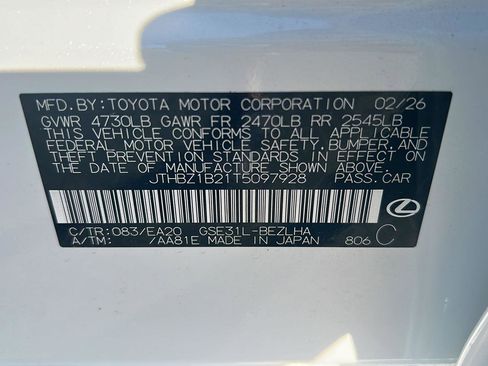 MFD.BY:TOYOTA MOTOR CORPORATION 02/26
GVWR 4730LB GAWR FR 2470LB RR 2545LB
THIS VEHICLE CONFORMS TO ALL APPLICABLE
FEDERAL MOTOR VEHICLE SAFETY,BUMPER,AND
THEFT PREVENTION STANDARDS IN EFFECT ON
THE DATE OF MANUFACTURE SHOWN ABOVE.
JTHBZ1B21T5097928 PASS.CAR
C/TR:083/EA20 GSE31L-BEZLHA
A/TM: /AA81E MADE IN JAPAN 806 C